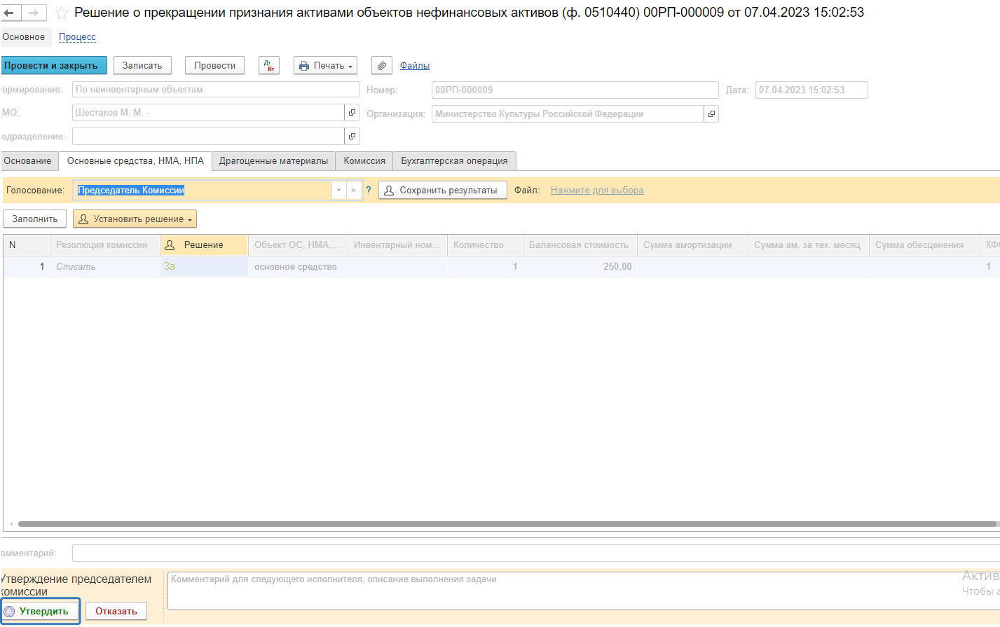 Решение о прекращении признания активами объектов нефинансовых активов (ф. 0510440) 00РП-000009 от 07.04.2023 15:02:53
Основное Процесс
Провести и закрыть Записать Провести Дт Кт Печать Файлы
ормирование: По неинвентарным объектам Номер: 00РП-000009 Дата: 07.04.2023 15:02:53
МО: Шестаков М. М. - Организация: Министерство Культуры Российской Федерации
одразделение:
Основание Основные средства, НМА, НПА Драгоценные материалы Комиссия Бухгалтерская операция
Голосование: Председатель Комиссии ? Сохранить результаты Файл: Нажмите для выбора
Заполнить Установить решение
N Резолюция комиссии Решение Объект ОС, НМА,... Инвентарный ном... Количество Балансовая стоимость Сумма амортизации Сумма ам. за тек. месяц Сумма обесценения КФ
1 Списать За основное средство 1 250,00 1
омментарий:
Утверждение председателем комиссии
Комментарий для следующего исполнителя, описание выполнения задачи
Актив
Чтобы а
Утвердить Отказать